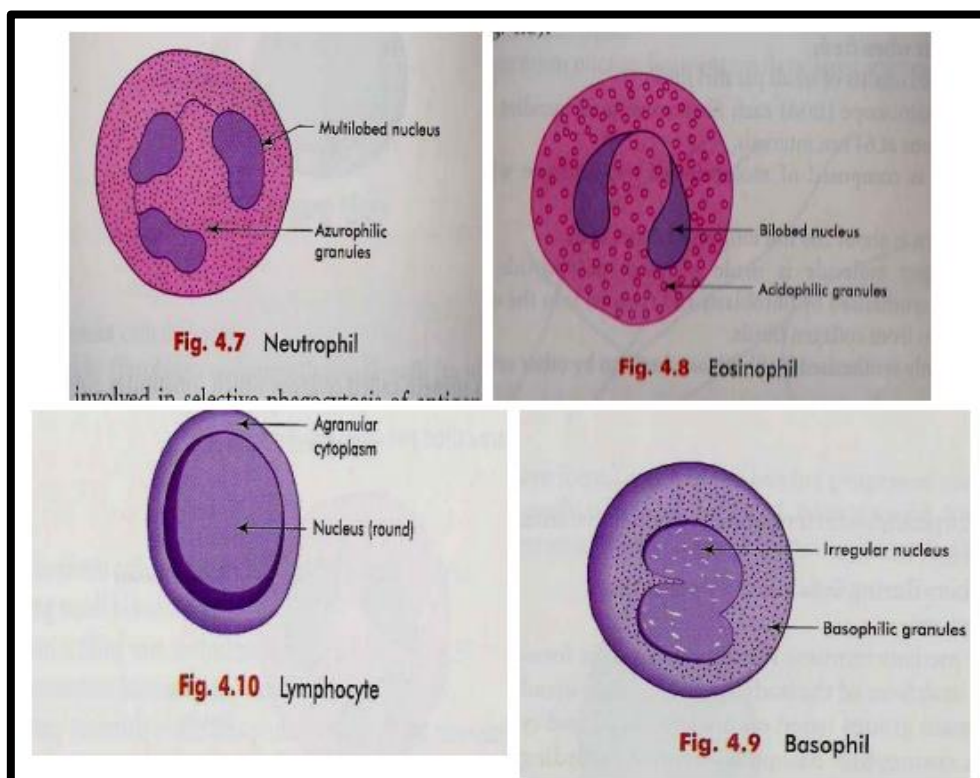 Multilobed nucleus
Azurophilic
granules
Fig. 4.7 Neutrophil
involved in selective phagocytosis of
Bilobed nucleus
Acidophilic granules
Fig. 4.8 Eosinophil
Agranular
cytoplasm
Nucleus (round)
Fig. 4.10 Lymphocyte
Irregular nucleus
Basophilic granules
Fig. 4.9 Basophil